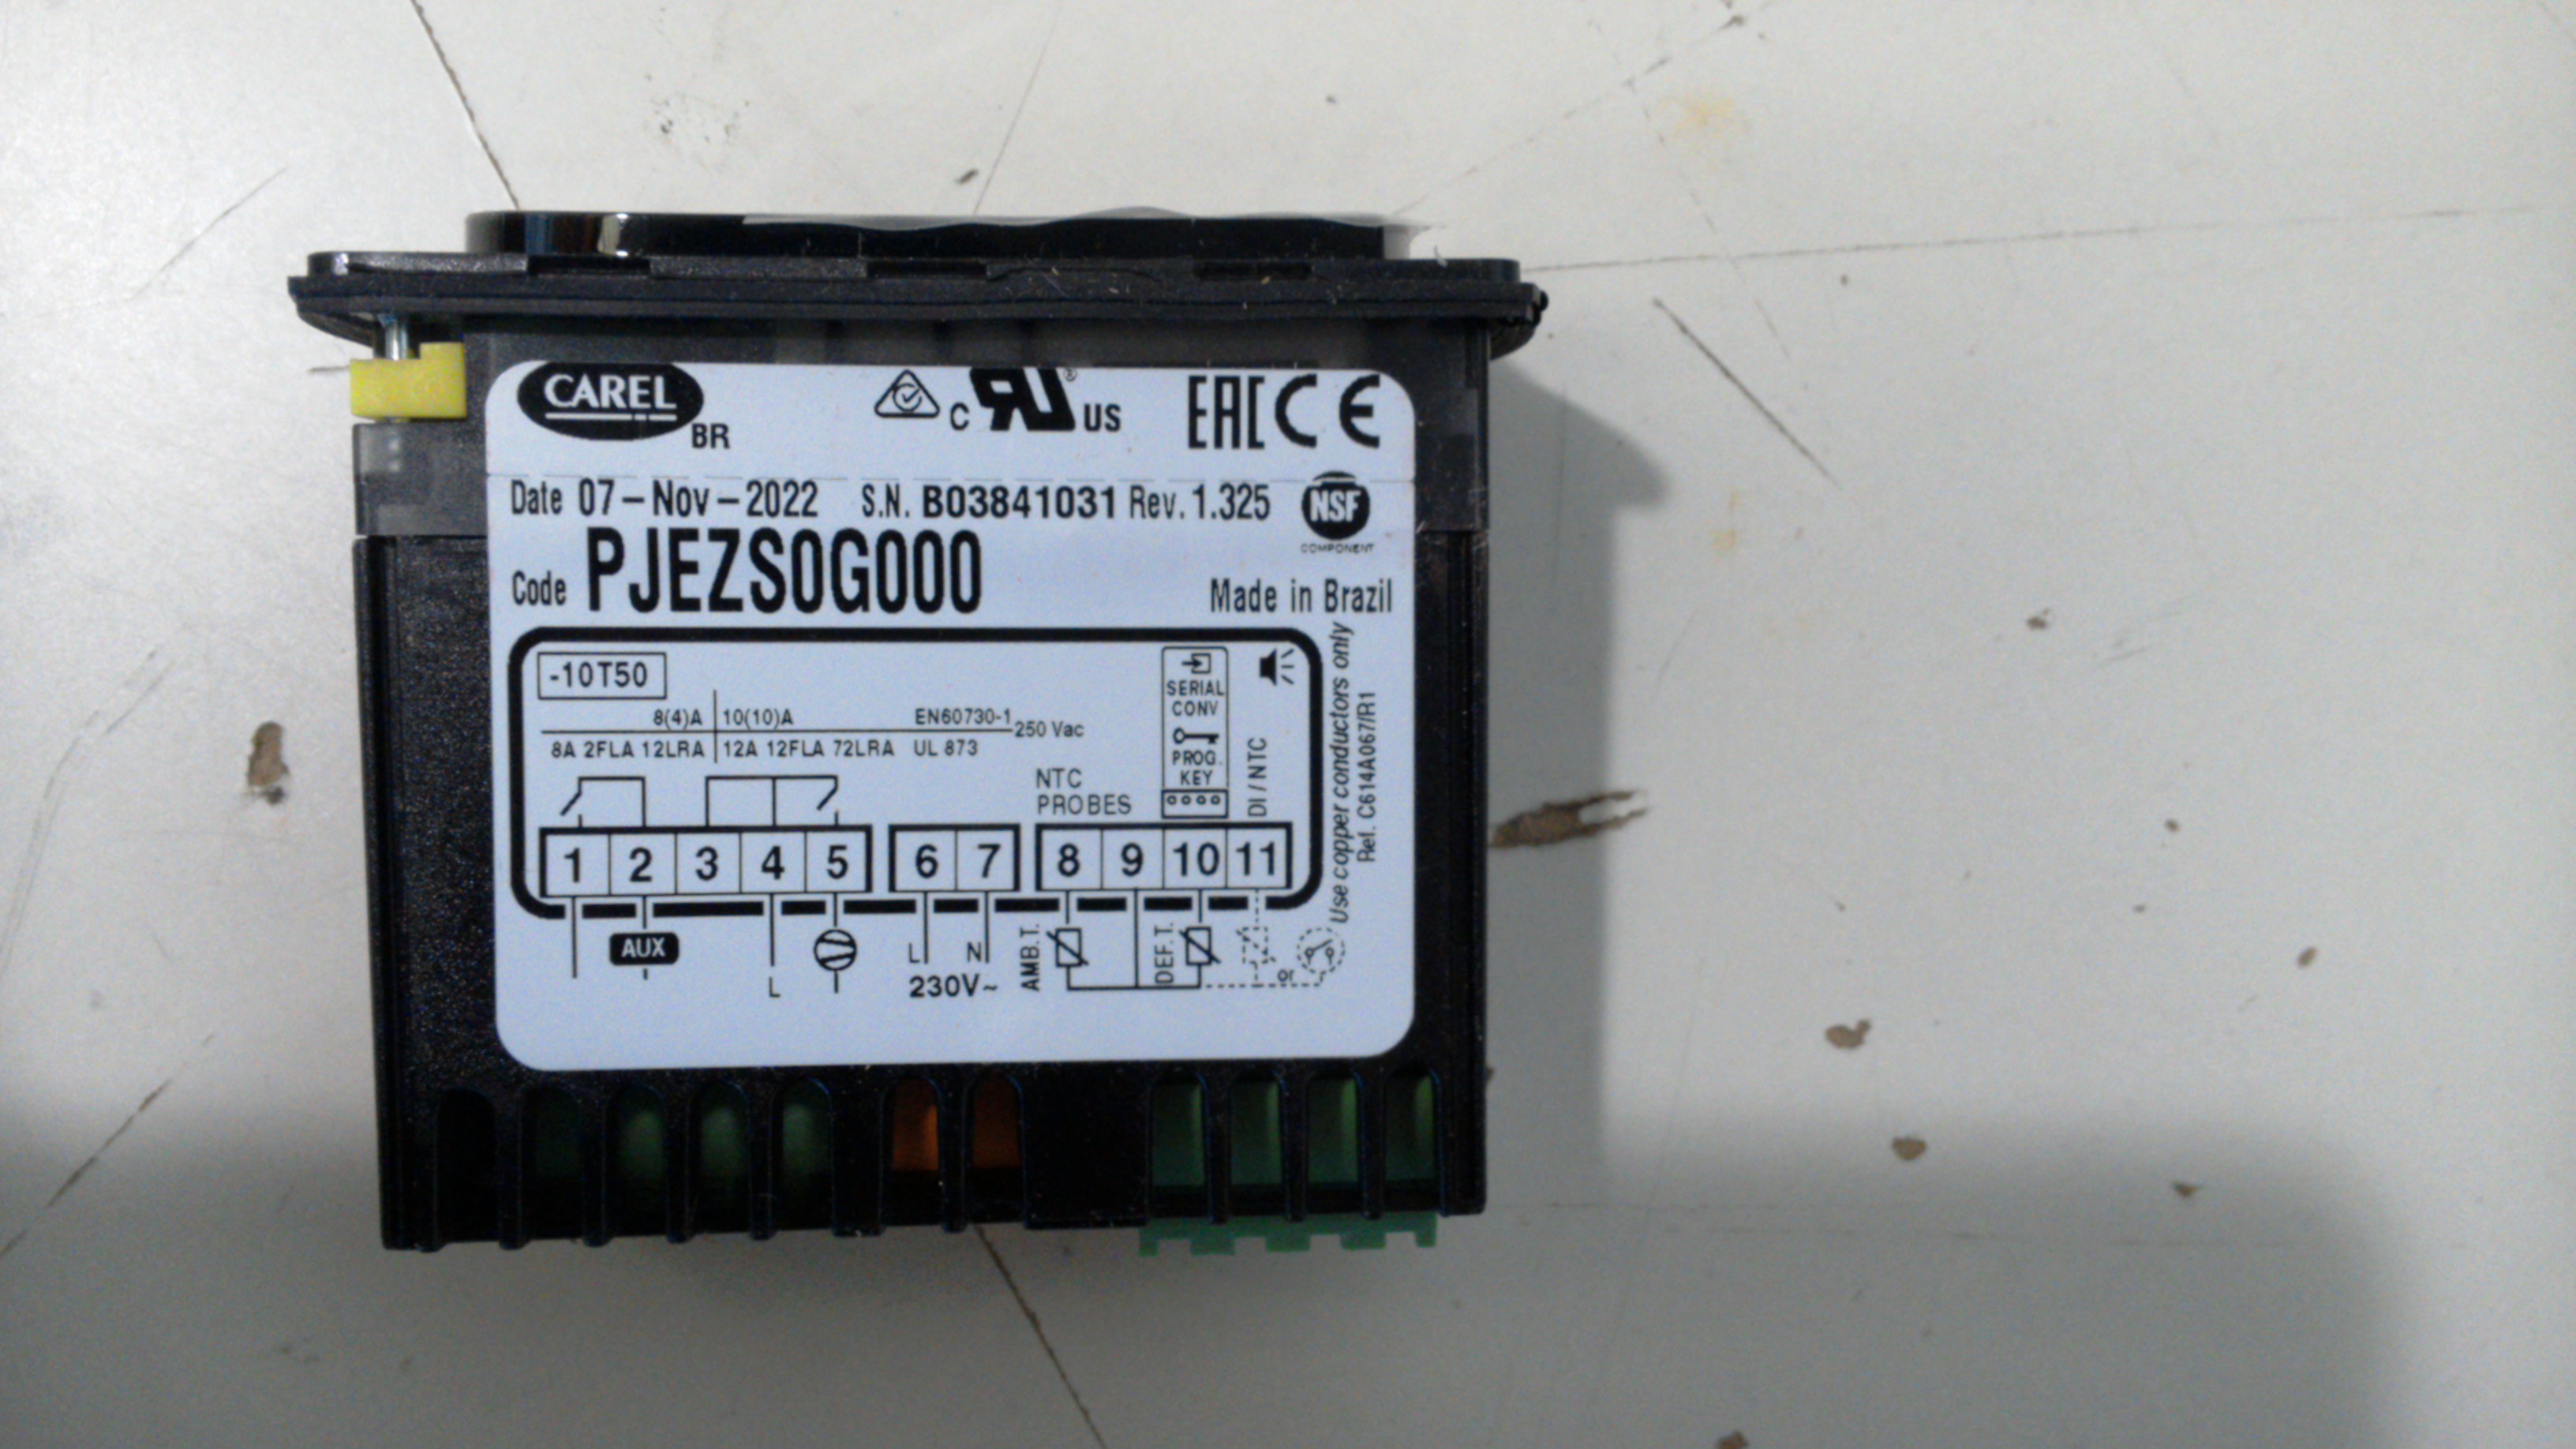 CAREL
BR
C RU® US
EAC CE
Date 07-Nov-2022 S.N. B03841031 Rev. 1.325
NSF
COMPONENT
Code PJEZS0G000
Made in Brazil
-10T50
8(4)A 10(10)A EN60730-1
250 Vac
8A 2FLA 12LRA 12A 12FLA 72LRA UL 873
SERIAL
CONV
PROG.
KEY
NTC
PROBES
DI / NTC
Use copper conductors only
Ref. C614A067/R1
1 2 3 4 5 6 7 8 9 10 11
AUX
L
L N
230V~
AMB.T.
DEF.T.
or